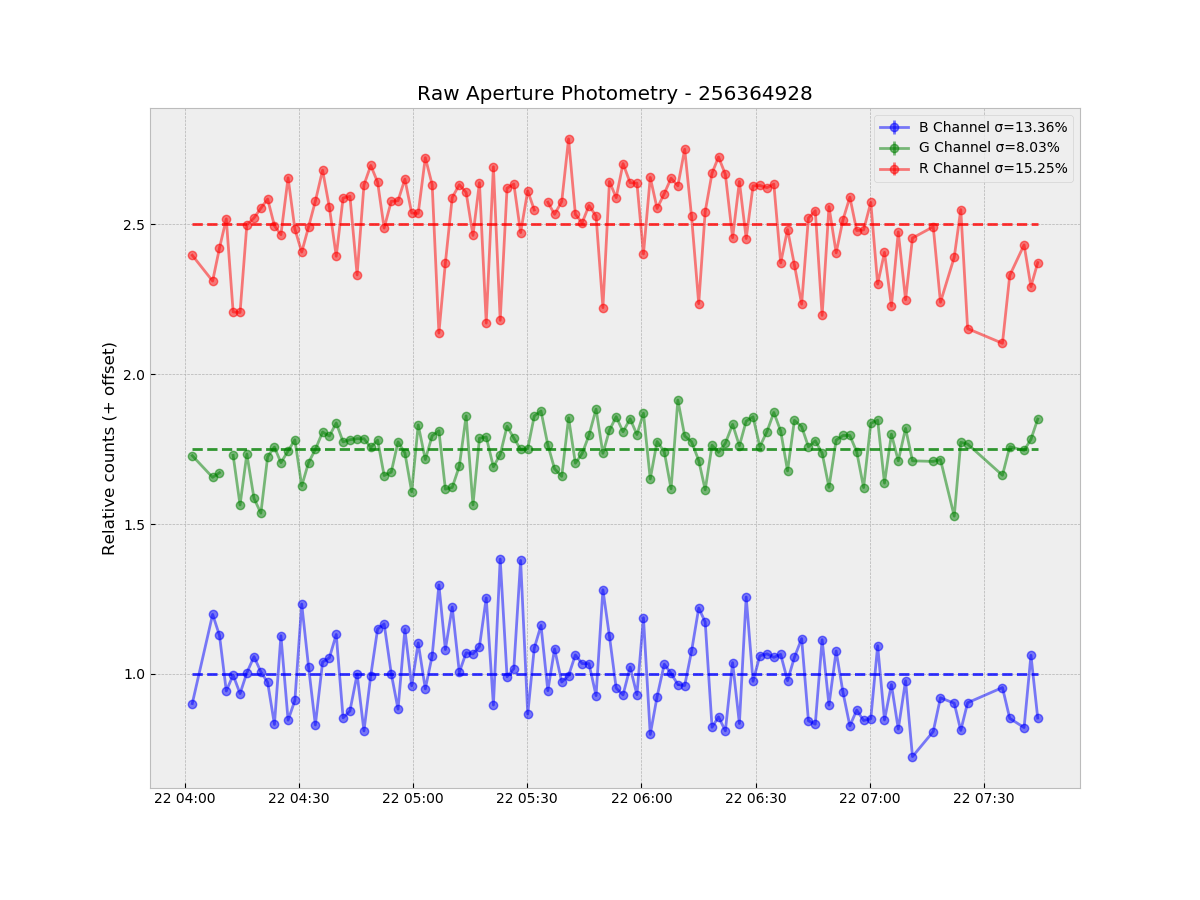 Raw Aperture Photometry - 256364928
B Channel σ=13.36%
G Channel σ=8.03%
R Channel σ=15.25%
Relative counts (+ offset)
2.5
2.0
1.5
1.0
22 04:00 22 04:30 22 05:00 22 05:30 22 06:00 22 06:30 22 07:00 22 07:30